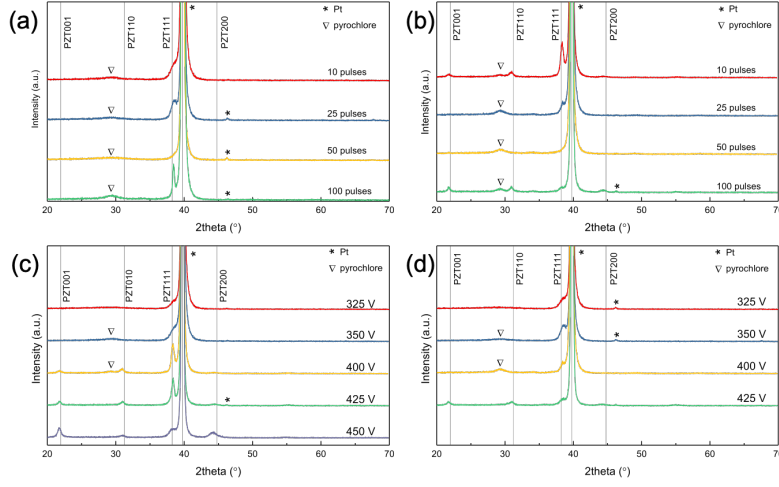 (a)
PZT001
PZT110
PZT111
PZT200
* Pt
▽ pyrochlore
10 pulses
25 pulses
50 pulses
100 pulses
Intensity (a.u.)
20 30 40 50 60 70
2theta (°)
(b)
PZT001
PZT110
PZT111
PZT200
* Pt
▽ pyrochlore
10 pulses
25 pulses
50 pulses
100 pulses
Intensity (a.u.)
20 30 40 50 60 70
2theta (°)
(c)
PZT001
PZT010
PZT111
PZT200
* Pt
▽ pyrochlore
325 V
350 V
400 V
425 V
450 V
Intensity (a.u.)
20 30 40 50 60 70
2theta (°)
(d)
PZT001
PZT110
PZT111
PZT200
* Pt
▽ pyrochlore
325 V
350 V
400 V
425 V
Intensity (a.u.)
20 30 40 50 60 70
2theta (°)